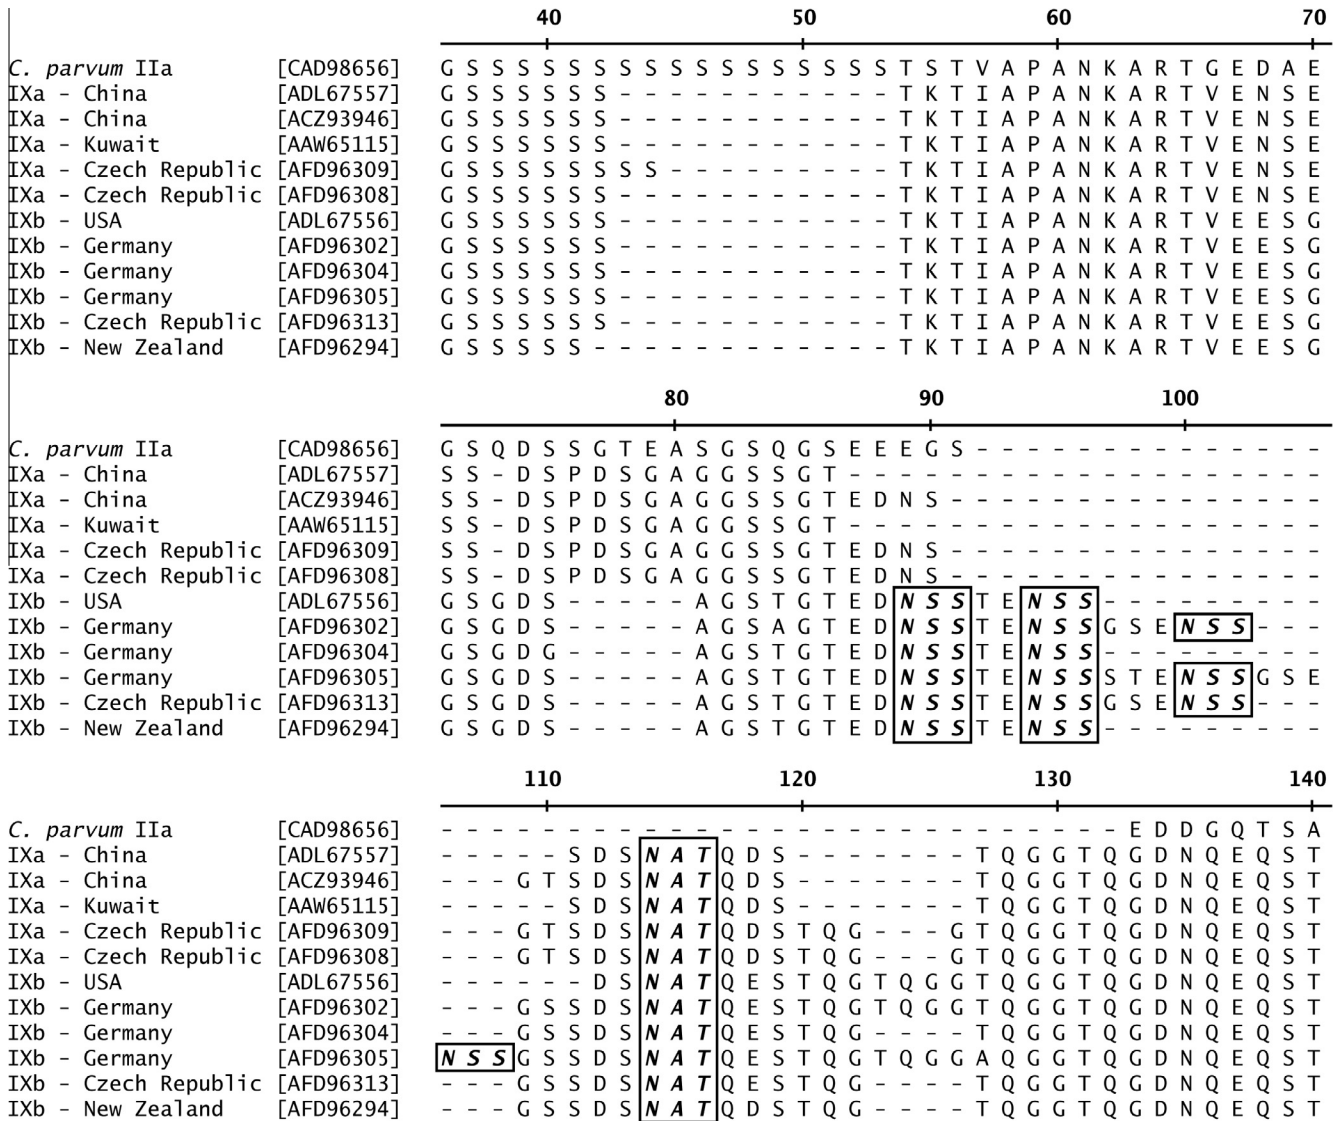 40 50 60 70
C. parvum IIa [CAD98656] G S S S S S S S S S S S S S S S S S T S T V A P A N K A R T G E D A E
IXa – China [ADL67557] G S S S S S S - - - - - - - - - - - T K T I A P A N K A R T V E N S E
IXa – China [ACZ93946] G S S S S S S - - - - - - - - - - - T K T I A P A N K A R T V E N S E
IXa – Kuwait [AAW65115] G S S S S S S - - - - - - - - - - - T K T I A P A N K A R T V E N S E
IXa – Czech Republic [AFD96309] G S S S S S S S S - - - - - - - - - T K T I A P A N K A R T V E N S E
IXa – Czech Republic [AFD96308] G S S S S S S - - - - - - - - - - - T K T I A P A N K A R T V E N S E
IXb – USA [ADL67556] G S S S S S S - - - - - - - - - - - T K T I A P A N K A R T V E E S G
IXb – Germany [AFD96302] G S S S S S S - - - - - - - - - - - T K T I A P A N K A R T V E E S G
IXb – Germany [AFD96304] G S S S S S S - - - - - - - - - - - T K T I A P A N K A R T V E E S G
IXb – Germany [AFD96305] G S S S S S S - - - - - - - - - - - T K T I A P A N K A R T V E E S G
IXb – Czech Republic [AFD96313] G S S S S S S - - - - - - - - - - - T K T I A P A N K A R T V E E S G
IXb – New Zealand [AFD96294] G S S S S S - - - - - - - - - - - - T K T I A P A N K A R T V E E S G
80 90 100
C. parvum IIa [CAD98656] G S Q D S S G T E A S G S Q G S E E E G S - - - - - - - - - - - - - -
IXa – China [ADL67557] S S - D S P D S G A G G S S G T - - - - - - - - - - - - - - - - - - -
IXa – China [ACZ93946] S S - D S P D S G A G G S S G T E D N S - - - - - - - - - - - - - - -
IXa – Kuwait [AAW65115] S S - D S P D S G A G G S S G T - - - - - - - - - - - - - - - - - - -
IXa – Czech Republic [AFD96309] S S - D S P D S G A G G S S G T E D N S - - - - - - - - - - - - - - -
IXa – Czech Republic [AFD96308] S S - D S P D S G A G G S S G T E D N S - - - - - - - - - - - - - - -
IXb – USA [ADL67556] G S G D S - - - - - A G S T G T E D N S S T E N S S - - - - - - - - -
IXb – Germany [AFD96302] G S G D S - - - - - A G S A G T E D N S S T E N S S G S E N S S - - -
IXb – Germany [AFD96304] G S G D G - - - - - A G S T G T E D N S S T E N S S - - - - - - - - -
IXb – Germany [AFD96305] G S G D S - - - - - A G S T G T E D N S S T E N S S S T E N S S G S E
IXb – Czech Republic [AFD96313] G S G D S - - - - - A G S T G T E D N S S T E N S S G S E N S S - - -
IXb – New Zealand [AFD96294] G S G D S - - - - - A G S T G T E D N S S T E N S S - - - - - - - - -
110 120 130 140
C. parvum IIa [CAD98656] - - - - - - - - - - - - - - - - - - - - - - - - - - - E D D G Q T S A
IXa – China [ADL67557] - - - - - S D S N A T Q D S - - - - - - - T Q G G T Q G D N Q E Q S T
IXa – China [ACZ93946] - - - G T S D S N A T Q D S - - - - - - - T Q G G T Q G D N Q E Q S T
IXa – Kuwait [AAW65115] - - - - - S D S N A T Q D S - - - - - - - T Q G G T Q G D N Q E Q S T
IXa – Czech Republic [AFD96309] - - - G T S D S N A T Q D S T Q G - - - G T Q G G T Q G D N Q E Q S T
IXa – Czech Republic [AFD96308] - - - G T S D S N A T Q D S T Q G - - - G T Q G G T Q G D N Q E Q S T
IXb – USA [ADL67556] - - - - - - D S N A T Q E S T Q G T Q G G T Q G G T Q G D N Q E Q S T
IXb – Germany [AFD96302] - - - G S S D S N A T Q E S T Q G T Q G G T Q G G T Q G D N Q E Q S T
IXb – Germany [AFD96304] - - - G S S D S N A T Q E S T Q G - - - - T Q G G T Q G D N Q E Q S T
IXb – Germany [AFD96305] N S S G S S D S N A T Q E S T Q G T Q G G A Q G G T Q G D N Q E Q S T
IXb – Czech Republic [AFD96313] - - - G S S D S N A T Q E S T Q G - - - - T Q G G T Q G D N Q E Q S T
IXb – New Zealand [AFD96294] - - - G S S D S N A T Q D S T Q G - - - - T Q G G T Q G D N Q E Q S T